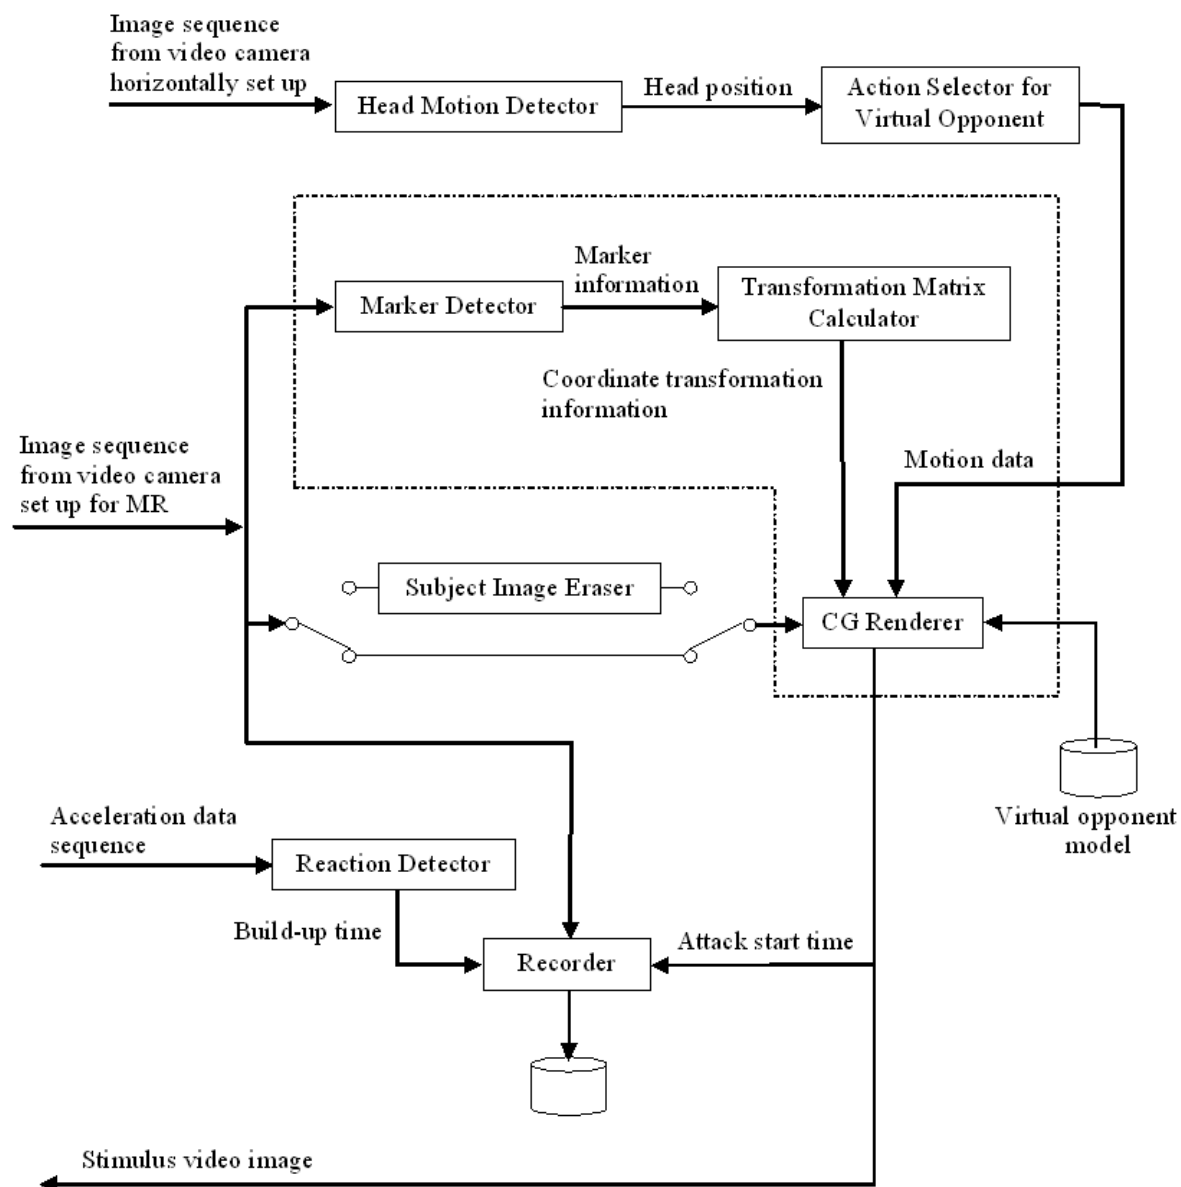 Image sequence
from video camera
horizontally set up
Head Motion Detector
Head position
Action Selector for
Virtual Opponent
Marker
information
Marker Detector
Transformation Matrix
Calculator
Coordinate transformation
information
Image sequence
from video camera
set up for MR
Motion data
Subject Image Eraser
CG Renderer
Virtual opponent
model
Acceleration data
sequence
Reaction Detector
Build-up time
Attack start time
Recorder
Stimulus video image